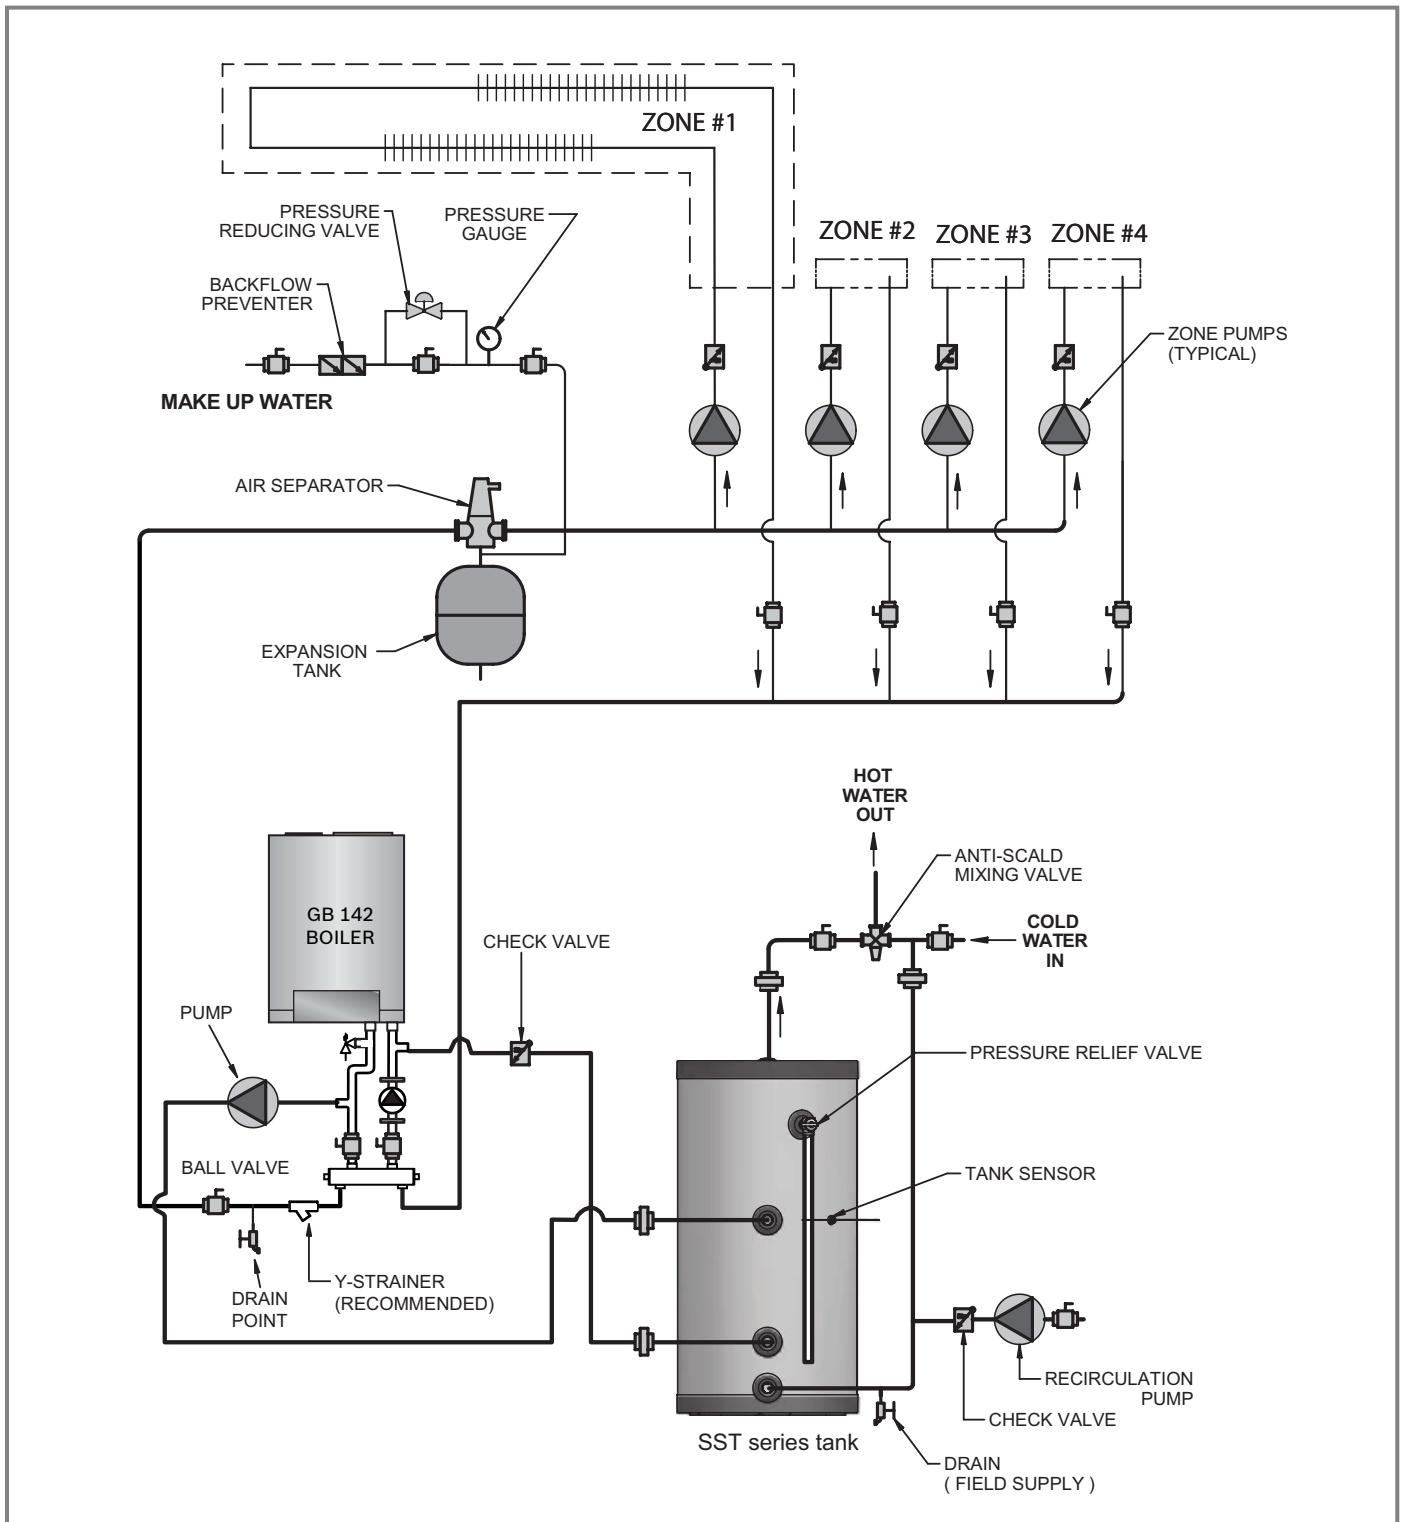 ZONE #1
PRESSURE
REDUCING VALVE
PRESSURE
GAUGE
ZONE #2
ZONE #3
ZONE #4
BACKFLOW
PREVENTER
ZONE PUMPS
(TYPICAL)
MAKE UP WATER
AIR SEPARATOR
EXPANSION
TANK
HOT
WATER
OUT
ANTI-SCALD
MIXING VALVE
GB 142
BOILER
CHECK VALVE
COLD
WATER
IN
PUMP
PRESSURE RELIEF VALVE
BALL VALVE
TANK SENSOR
Y-STRAINER
(RECOMMENDED)
DRAIN
POINT
RECIRCULATION
PUMP
CHECK VALVE
SST series tank
DRAIN
( FIELD SUPPLY )